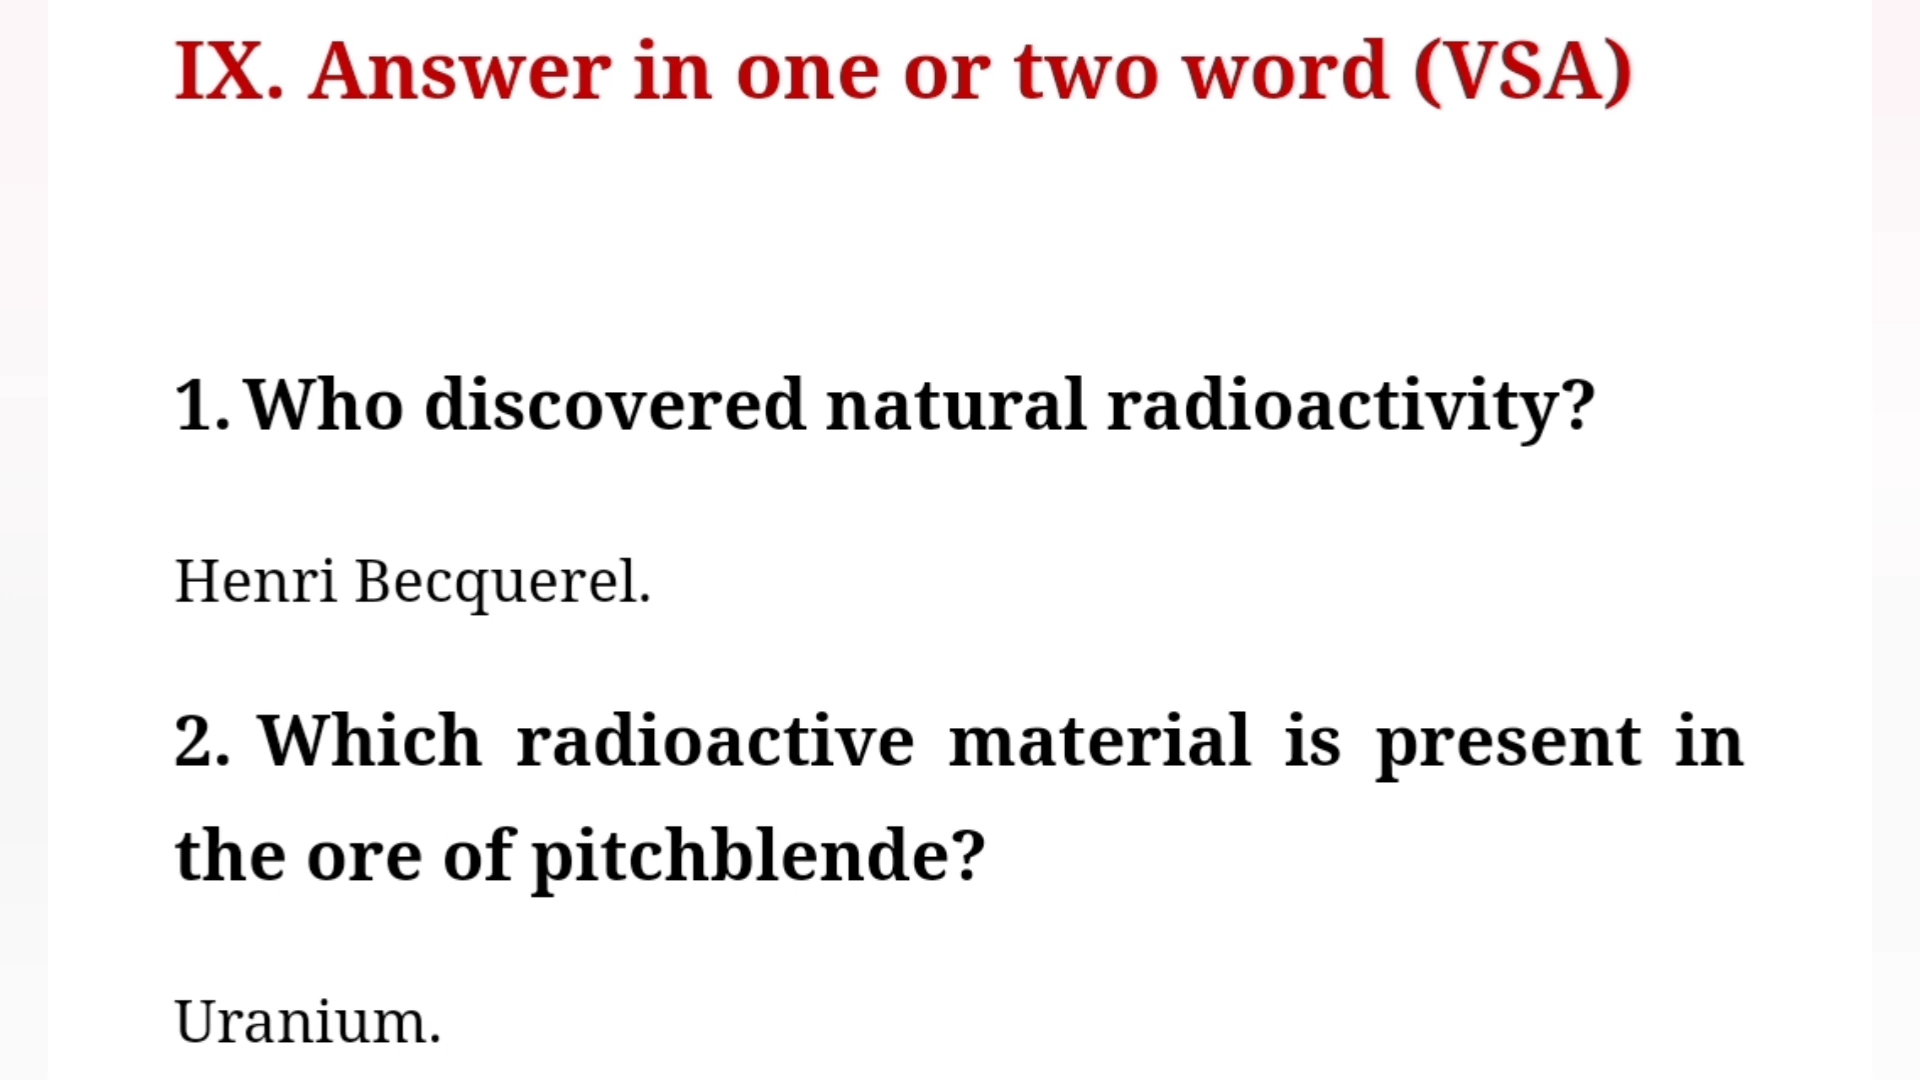 IX. Answer in one or two word (VSA)
1. Who discovered natural radioactivity?
Henri Becquerel.
2. Which radioactive material is present in
the ore of pitchblende?
Uranium.